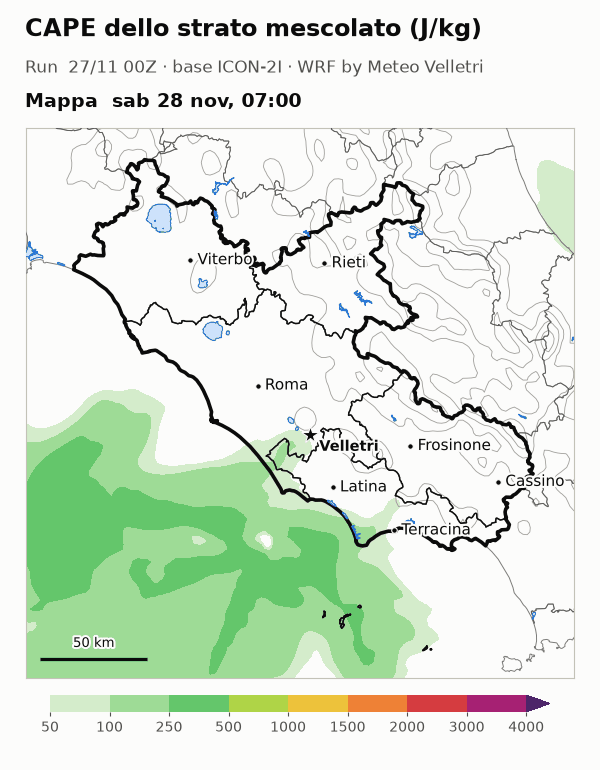 CAPE dello strato mescolato (J/kg)
Run  27/11 00Z · base ICON-2I · WRF by Meteo Velletri
Mappa  sab 28 nov, 07:00
Viterbo
Rieti
Roma
Velletri
Frosinone
Cassino
Latina
Terracina
50 km
50 100 250 500 1000 1500 2000 3000 4000